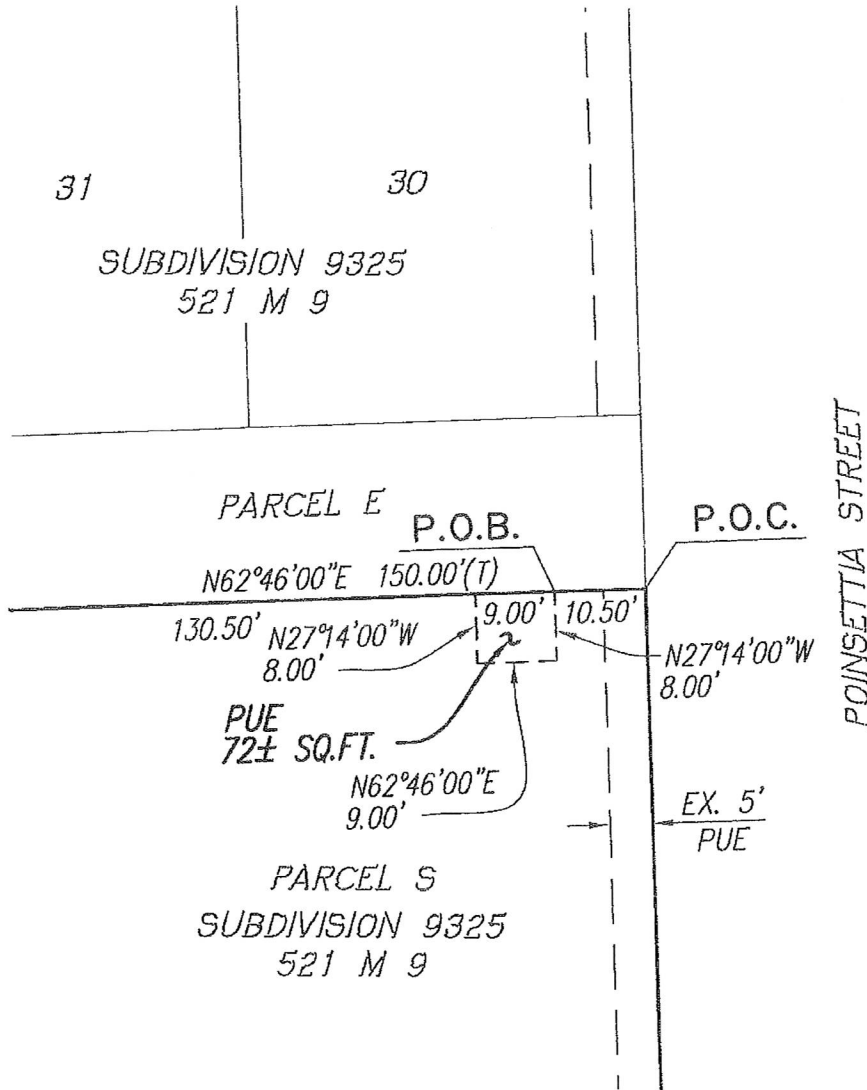 31
30
SUBDIVISION 9325
521 M 9
PARCEL E
P.O.B.
P.O.C.
POINSETTIA STREET
N62°46'00"E 150.00'(T)
130.50'
9.00'
10.50'
N27°14'00"W
8.00'
N27°14'00"W
8.00'
PUE
72± SQ.FT.
N62°46'00"E
9.00'
EX. 5'
PUE
PARCEL S
SUBDIVISION 9325
521 M 9